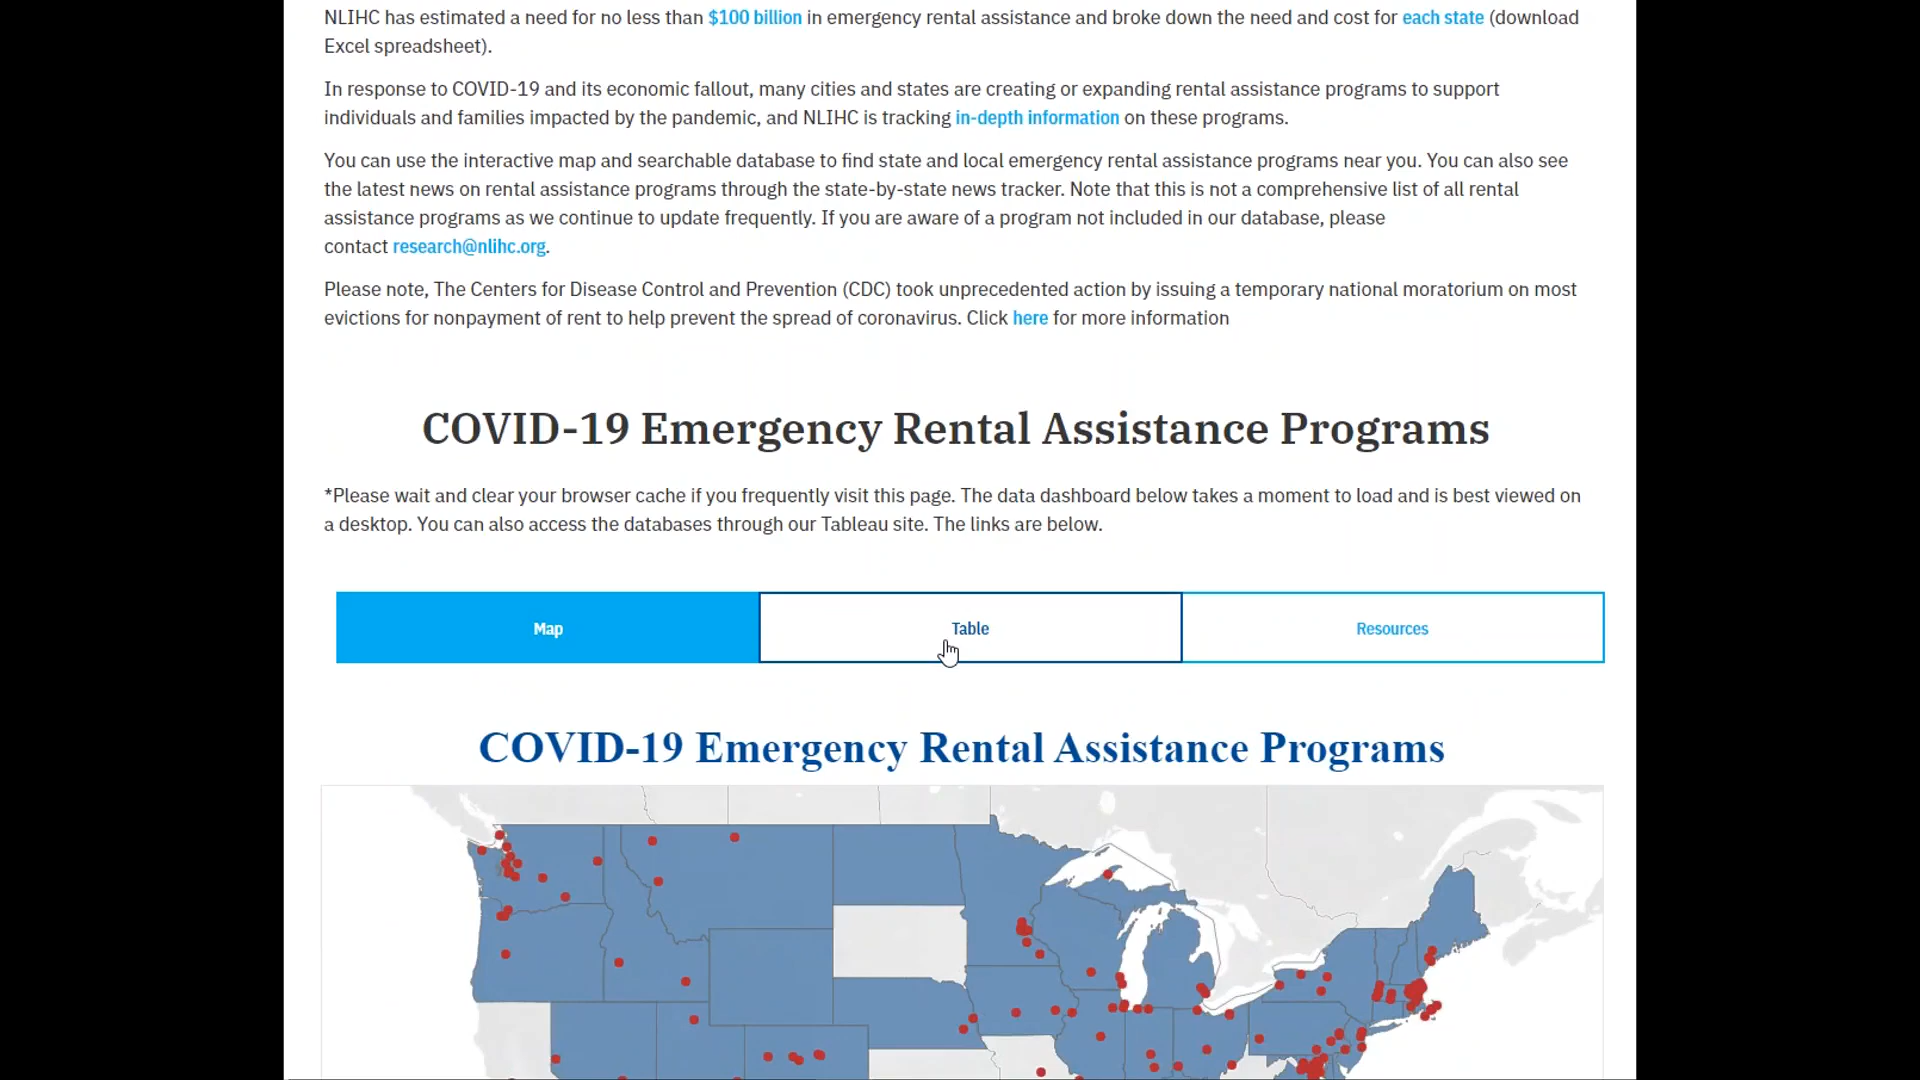 NLIHC has estimated a need for no less than $100 billion in emergency rental assistance and broke down the need and cost for each state (download
Excel spreadsheet).
In response to COVID-19 and its economic fallout, many cities and states are creating or expanding rental assistance programs to support
individuals and families impacted by the pandemic, and NLIHC is tracking in-depth information on these programs.
You can use the interactive map and searchable database to find state and local emergency rental assistance programs near you. You can also see
the latest news on rental assistance programs through the state-by-state news tracker. Note that this is not a comprehensive list of all rental
assistance programs as we continue to update frequently. If you are aware of a program not included in our database, please
contact research@nlihc.org.
Please note, The Centers for Disease Control and Prevention (CDC) took unprecedented action by issuing a temporary national moratorium on most
evictions for nonpayment of rent to help prevent the spread of coronavirus. Click here for more information
COVID-19 Emergency Rental Assistance Programs
*Please wait and clear your browser cache if you frequently visit this page. The data dashboard below takes a moment to load and is best viewed on
a desktop. You can also access the databases through our Tableau site. The links are below.
Map
Table
Resources
COVID-19 Emergency Rental Assistance Programs